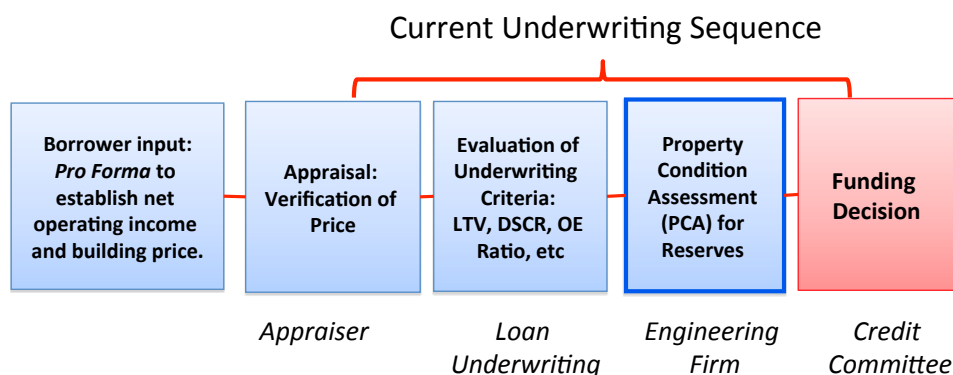 Current Underwriting Sequence
Borrower input:
Pro Forma to
establish net
operating income
and building price.
Appraisal:
Verification of
Price
Evaluation of
Underwriting
Criteria:
LTV, DSCR, OE
Ratio, etc
Property
Condition
Assessment
(PCA) for
Reserves
Funding
Decision
Appraiser
Loan
Underwriting
Engineering
Firm
Credit
Committee